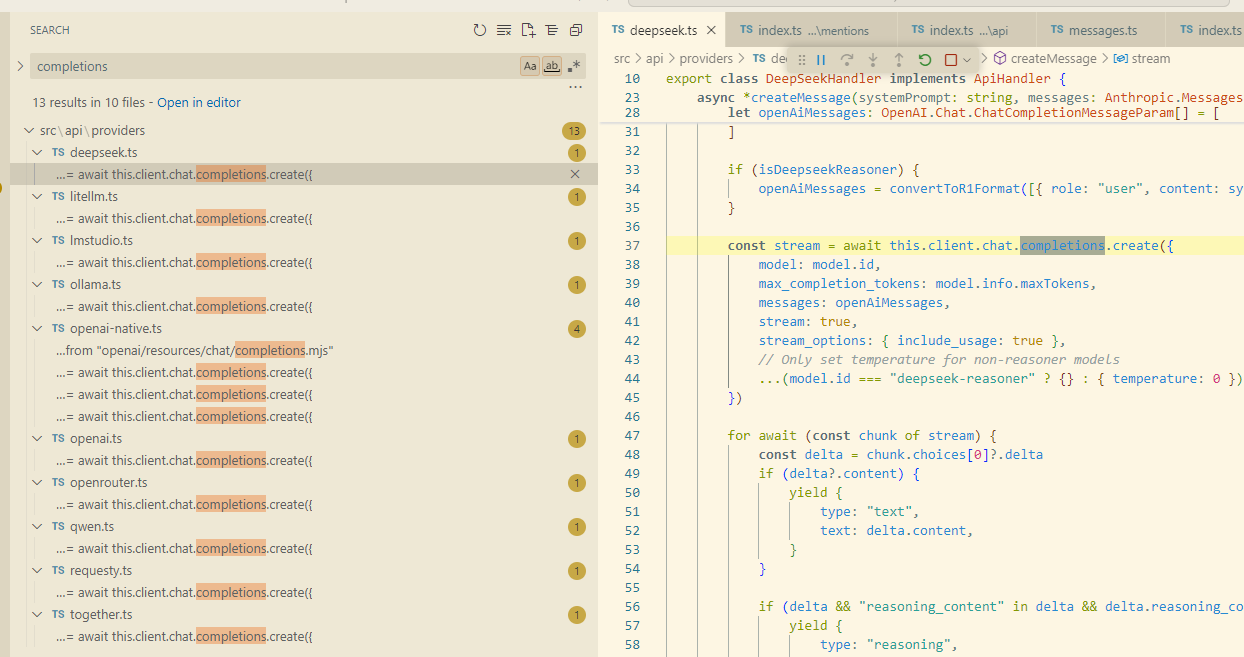 SEARCH
completions
Aa ab .*
...
13 results in 10 files - Open in editor
src\api\providers 13
TS deepseek.ts 1
...= await this.client.chat.completions.create({
TS litellm.ts 1
...= await this.client.chat.completions.create({
TS lmstudio.ts 1
...= await this.client.chat.completions.create({
TS ollama.ts 1
...= await this.client.chat.completions.create({
TS openai-native.ts 4
...from "openai/resources/chat/completions.mjs"
...= await this.client.chat.completions.create({
...= await this.client.chat.completions.create({
...= await this.client.chat.completions.create({
TS openai.ts 1
...= await this.client.chat.completions.create({
TS openrouter.ts 1
...= await this.client.chat.completions.create({
TS qwen.ts 1
...= await this.client.chat.completions.create({
TS requesty.ts 1
...= await this.client.chat.completions.create({
TS together.ts 1
...= await this.client.chat.completions.create({
TS deepseek.ts TS index.ts ...\mentions TS index.ts ...\api TS messages.ts TS index.ts
src > api > providers > TS de > createMessage > stream
10 export class DeepSeekHandler implements ApiHandler {
23 async *createMessage(systemPrompt: string, messages: Anthropic.Messages
28 let openAiMessages: OpenAI.Chat.ChatCompletionMessageParam[] = [
31 ]
32
33 if (isDeepseekReasoner) {
34 openAiMessages = convertToR1Format([{ role: "user", content: sy
35 }
36
37 const stream = await this.client.chat.completions.create({
38 model: model.id,
39 max_completion_tokens: model.info.maxTokens,
40 messages: openAiMessages,
41 stream: true,
42 stream_options: { include_usage: true },
43 // Only set temperature for non-reasoner models
44 ...(model.id === "deepseek-reasoner" ? {} : { temperature: 0 })
45 })
46
47 for await (const chunk of stream) {
48 const delta = chunk.choices[0]?.delta
49 if (delta?.content) {
50 yield {
51 type: "text",
52 text: delta.content,
53 }
54 }
55
56 if (delta && "reasoning_content" in delta && delta.reasoning_co
57 yield {
58 type: "reasoning",